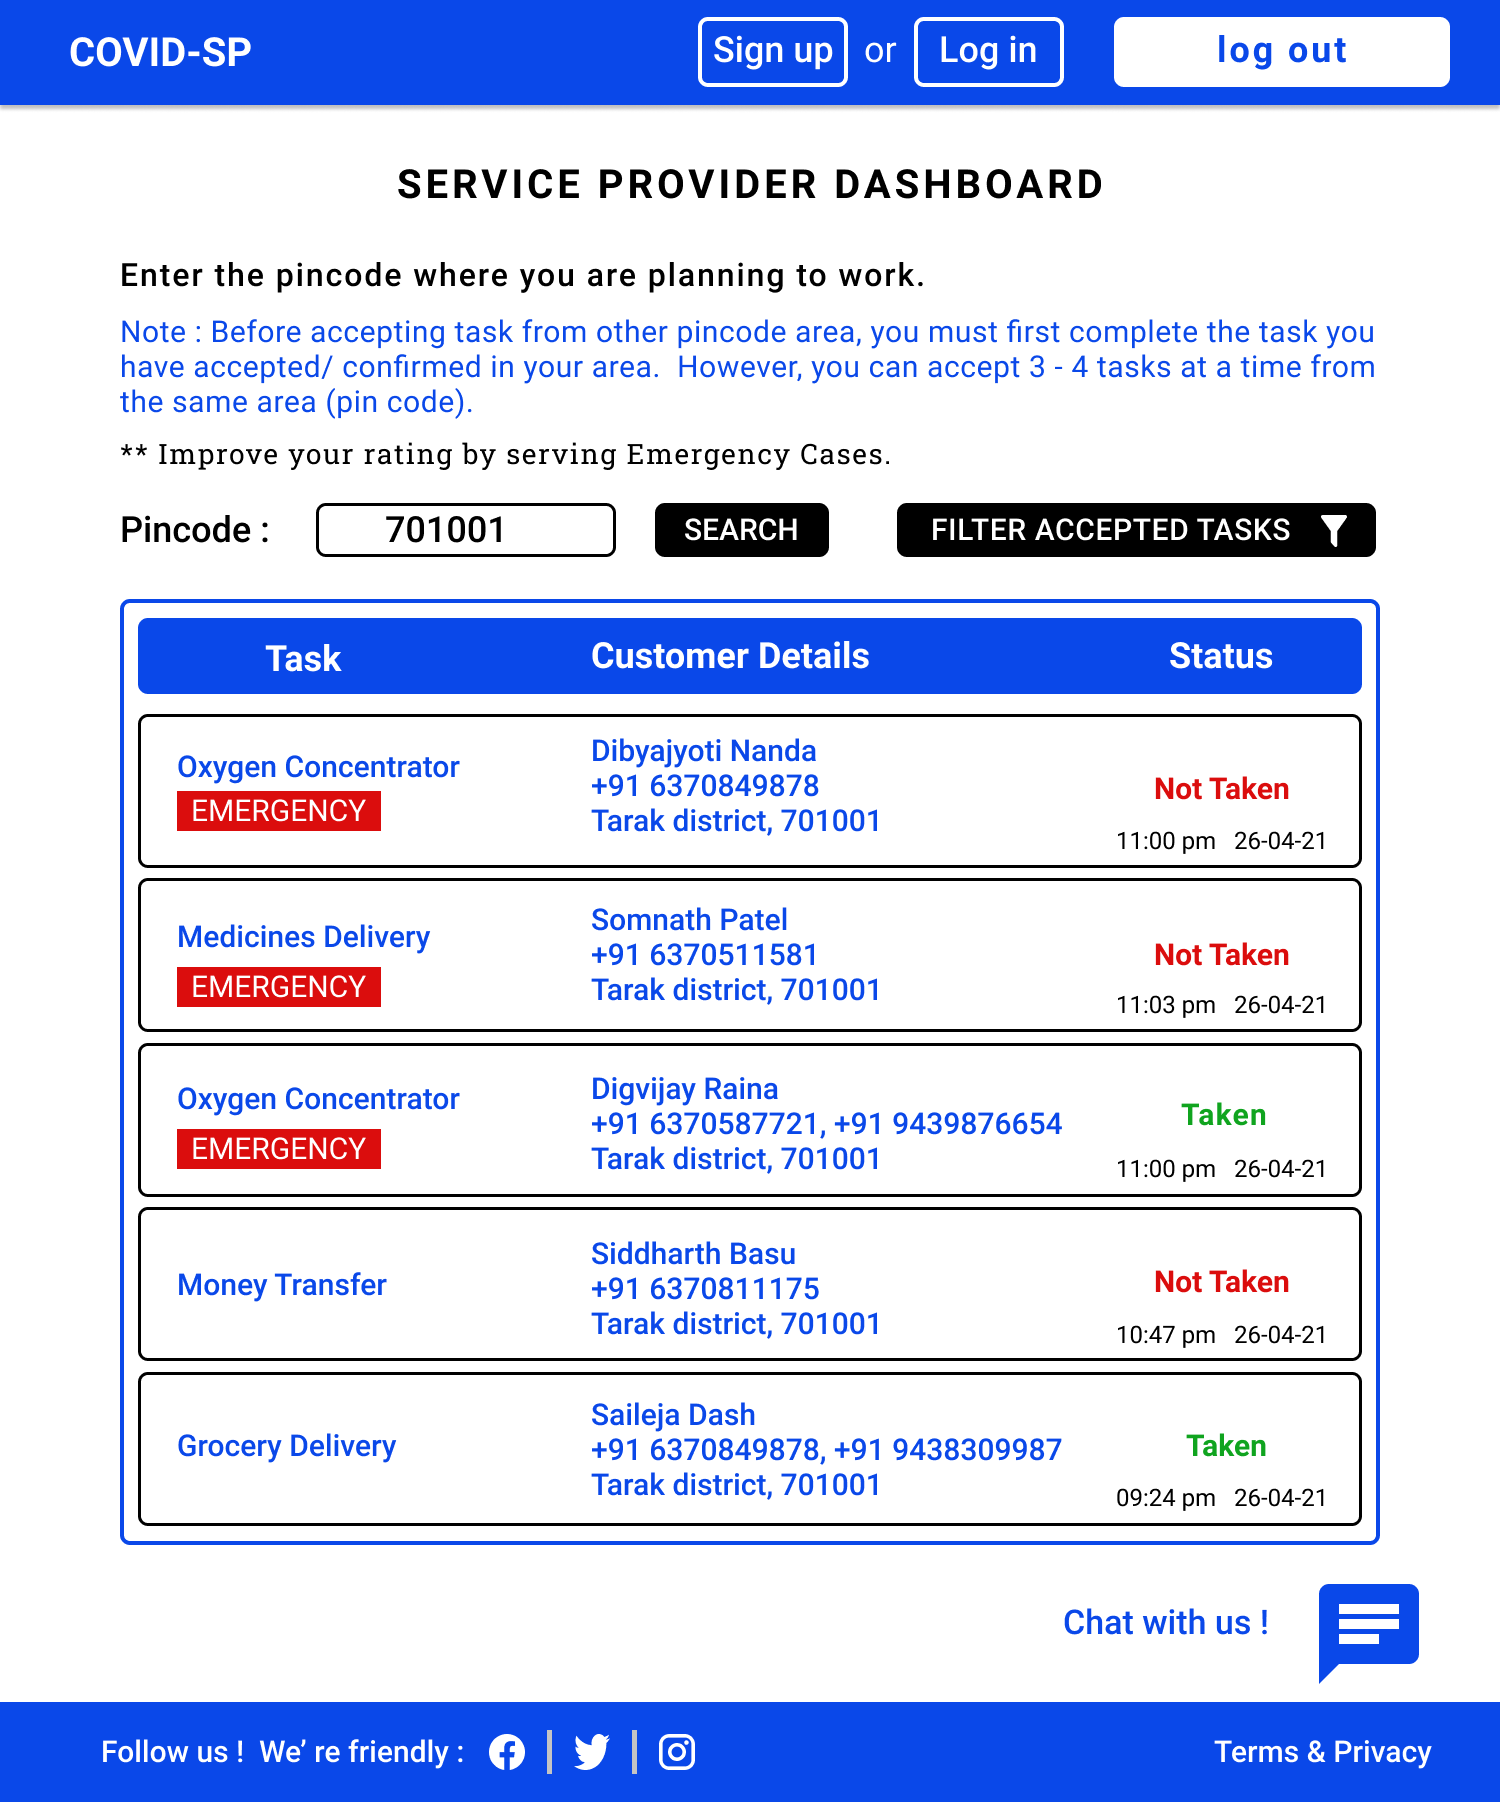 COVID-SP
Sign up or Log in log out
SERVICE PROVIDER DASHBOARD
Enter the pincode where you are planning to work.
Note : Before accepting task from other pincode area, you must first complete the task you
have accepted/ confirmed in your area.  However, you can accept 3 - 4 tasks at a time from
the same area (pin code).
** Improve your rating by serving Emergency Cases.
Pincode : 701001 SEARCH FILTER ACCEPTED TASKS
Task Customer Details Status
Oxygen Concentrator
EMERGENCY
Dibyajyoti Nanda
+91 6370849878
Tarak district, 701001
Not Taken
11:00 pm 26-04-21
Medicines Delivery
EMERGENCY
Somnath Patel
+91 6370511581
Tarak district, 701001
Not Taken
11:03 pm 26-04-21
Oxygen Concentrator
EMERGENCY
Digvijay Raina
+91 6370587721, +91 9439876654
Tarak district, 701001
Taken
11:00 pm 26-04-21
Money Transfer
Siddharth Basu
+91 6370811175
Tarak district, 701001
Not Taken
10:47 pm 26-04-21
Grocery Delivery
Saileja Dash
+91 6370849878, +91 9438309987
Tarak district, 701001
Taken
09:24 pm 26-04-21
Chat with us !
Follow us !  We’ re friendly : Terms & Privacy